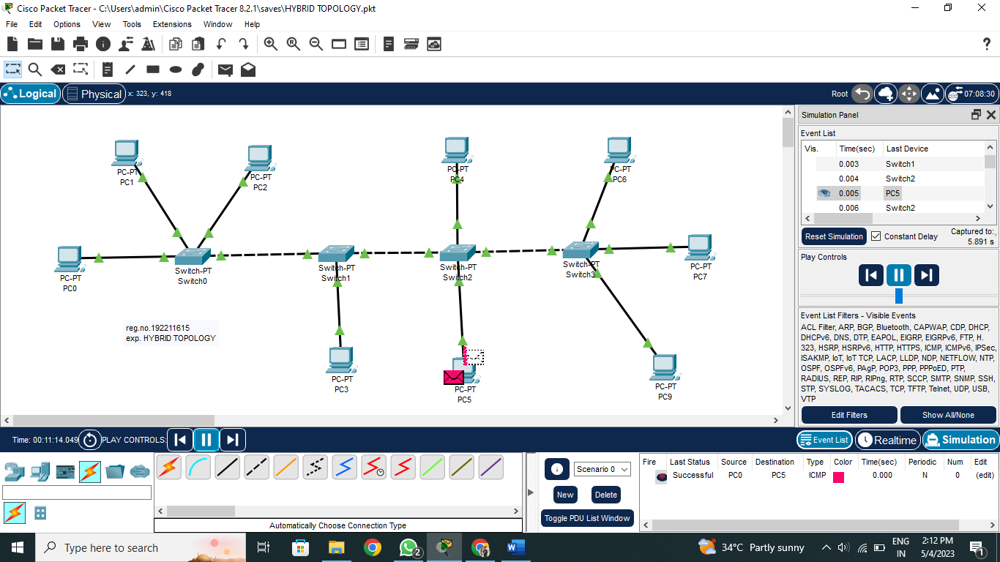 Cisco Packet Tracer - C:\Users\admin\Cisco Packet Tracer 8.2.1\saves\HYBRID TOPOLOGY.pkt
File Edit Options View Tools Extensions Window Help
Logical Physical x: 323, y: 418 Root 07:08:30
PC-PT
PC1
PC-PT
PC2
PC-PT
PC4
PC-PT
PC6
PC-PT
PC0
Switch-PT
Switch0
Switch-PT
Switch1
Switch-PT
Switch2
Switch-PT
Switch3
PC-PT
PC7
reg.no.192211615
exp. HYBRID TOPOLOGY
PC-PT
PC3
PC-PT
PC5
PC-PT
PC9
Simulation Panel
Event List
Vis. Time(sec) Last Device
0.003 Switch1
0.004 Switch2
0.005 PC5
0.006 Switch2
Reset Simulation Constant Delay Captured to:
5.891 s
Play Controls
Event List Filters - Visible Events
ACL Filter, ARP, BGP, Bluetooth, CAPWAP, CDP, DHCP,
DHCPv6, DNS, DTP, EAPOL, EIGRP, EIGRPv6, FTP, H.
323, HSRP, HSRPv6, HTTP, HTTPS, ICMP, ICMPv6, IPSec,
ISAKMP, IoT, IoT TCP, LACP, LLDP, NDP, NETFLOW, NTP,
OSPF, OSPFv6, PAgP, POP3, PPP, PPPoED, PTP,
RADIUS, REP, RIP, RIPng, RTP, SCCP, SMTP, SNMP, SSH,
STP, SYSLOG, TACACS, TCP, TFTP, Telnet, UDP, USB,
VTP
Edit Filters Show All/None
Time: 00:11:14.049 PLAY CONTROLS: Event List Realtime Simulation
Automatically Choose Connection Type
Scenario 0
New Delete
Toggle PDU List Window
Fire Last Status Source Destination Type Color Time(sec) Periodic Num Edit
Successful PC0 PC5 ICMP 0.000 N 0 (edit)
Type here to search
2
34°C Partly sunny
ENG
IN
2:12 PM
5/4/2023
1